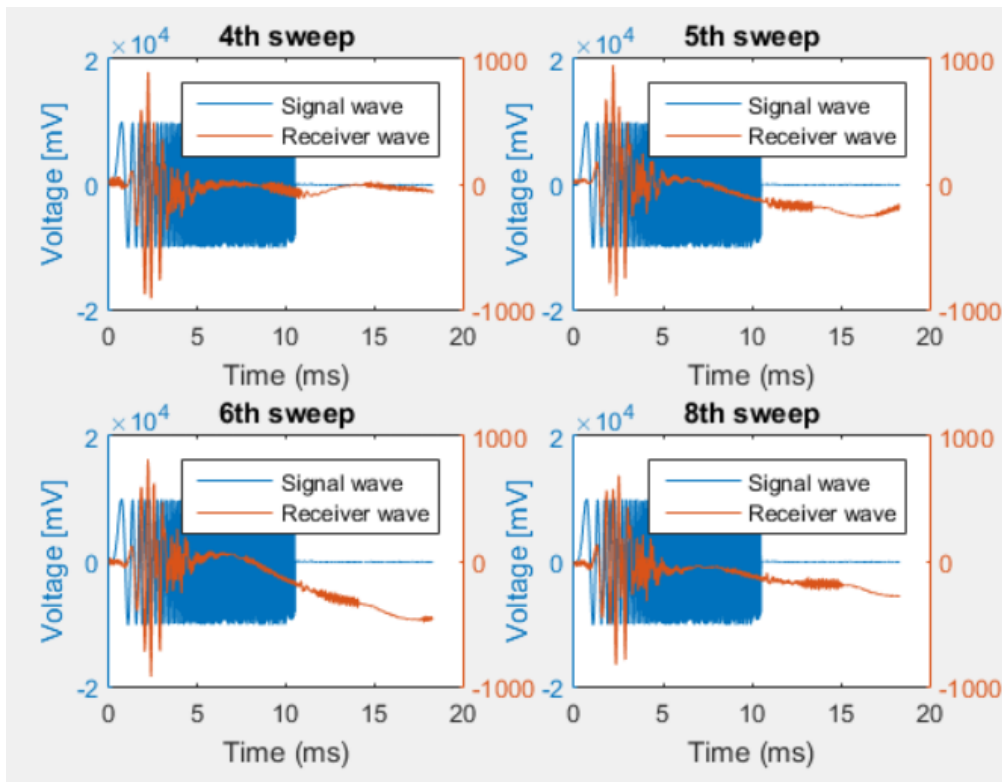 4th sweep
×10^4
2
0
-2
Voltage [mV]
1000
0
-1000
Signal wave
Receiver wave
0 5 10 15 20
Time (ms)
5th sweep
×10^4
2
0
-2
Voltage [mV]
1000
0
-1000
Signal wave
Receiver wave
0 5 10 15 20
Time (ms)
6th sweep
×10^4
2
0
-2
Voltage [mV]
1000
0
-1000
Signal wave
Receiver wave
0 5 10 15 20
Time (ms)
8th sweep
×10^4
2
0
-2
Voltage [mV]
1000
0
-1000
Signal wave
Receiver wave
0 5 10 15 20
Time (ms)